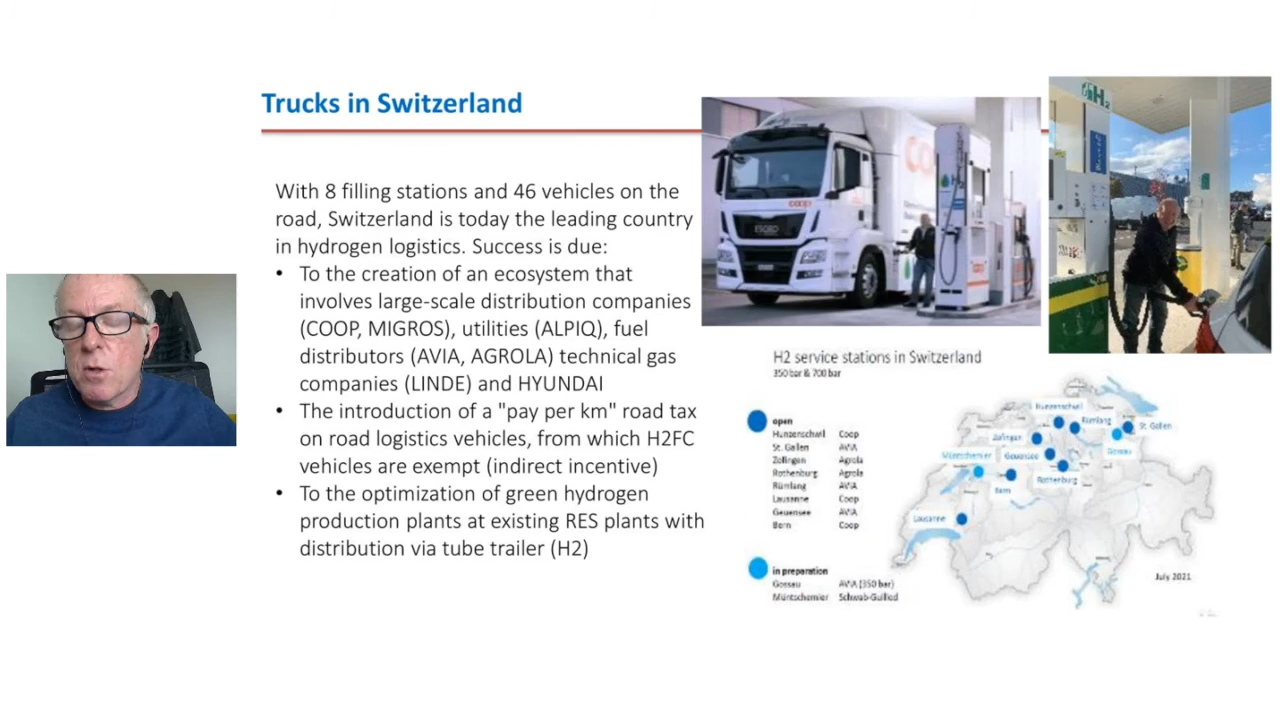 Trucks in Switzerland
With 8 filling stations and 46 vehicles on the
road, Switzerland is today the leading country
in hydrogen logistics. Success is due:
• To the creation of an ecosystem that
involves large-scale distribution companies
(COOP, MIGROS), utilities (ALPIQ), fuel
distributors (AVIA, AGROLA) technical gas
companies (LINDE) and HYUNDAI
• The introduction of a "pay per km" road tax
on road logistics vehicles, from which H2FC
vehicles are exempt (indirect incentive)
• To the optimization of green hydrogen
production plants at existing RES plants with
distribution via tube trailer (H2)
coop
ESORO
H2
H2
H2 service stations in Switzerland
350 bar & 700 bar
open
Hunzenschwil Coop
St. Gallen AVIA
Zofingen Agrola
Rothenburg Agrola
Rümlang AVIA
Lausanne Coop
Geuensee AVIA
Bern Coop
in preparation
Gossau AVIA (350 bar)
Müntschemier Schwab-Guillod
Hunzenschwil
Rümlang
St. Gallen
Zofingen
Gossau
Müntschemier
Geuensee
Rothenburg
Bern
Lausanne
July 2021